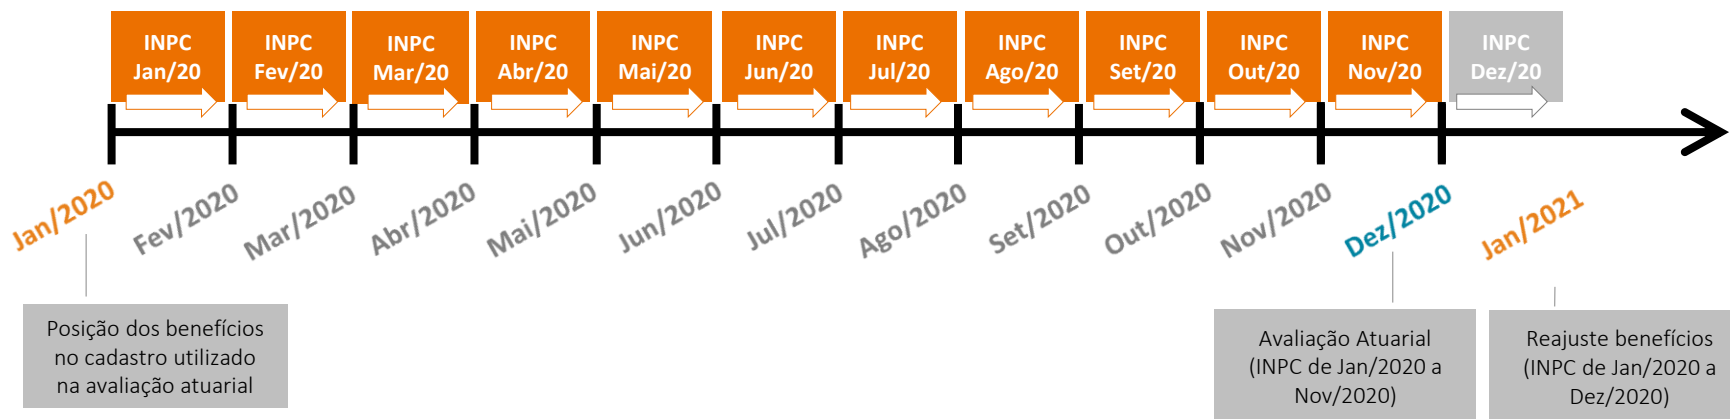 INPC
Jan/20
INPC
Fev/20
INPC
Mar/20
INPC
Abr/20
INPC
Mai/20
INPC
Jun/20
INPC
Jul/20
INPC
Ago/20
INPC
Set/20
INPC
Out/20
INPC
Nov/20
INPC
Dez/20
Jan/2020
Fev/2020
Mar/2020
Abr/2020
Mai/2020
Jun/2020
Jul/2020
Ago/2020
Set/2020
Out/2020
Nov/2020
Dez/2020
Jan/2021
Posição dos benefícios
no cadastro utilizado
na avaliação atuarial
Avaliação Atuarial
(INPC de Jan/2020 a
Nov/2020)
Reajuste benefícios
(INPC de Jan/2020 a
Dez/2020)